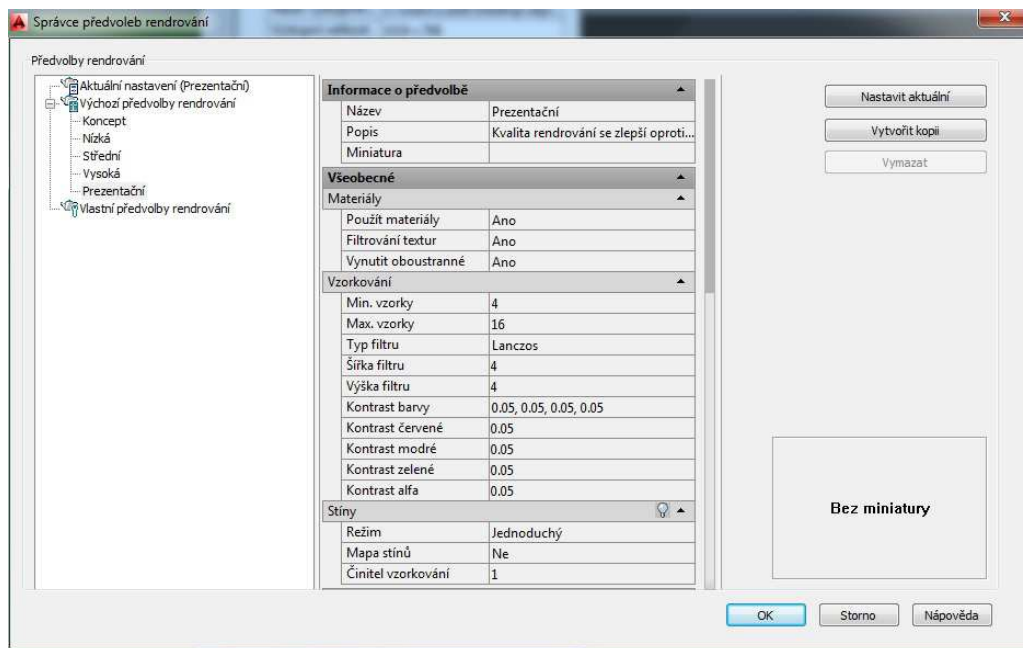 Správce předvoleb rendrování
Předvolby rendrování
Aktuální nastavení (Prezentační)
Výchozí předvolby rendrování
Koncept
Nízká
Střední
Vysoká
Prezentační
Vlastní předvolby rendrování
Informace o předvolbě
Název Prezentační
Popis Kvalita rendrování se zlepší oproti...
Miniatura
Všeobecné
Materiály
Použít materiály Ano
Filtrování textur Ano
Vynutit oboustranné Ano
Vzorkování
Min. vzorky 4
Max. vzorky 16
Typ filtru Lanczos
Šířka filtru 4
Výška filtru 4
Kontrast barvy 0.05, 0.05, 0.05, 0.05
Kontrast červené 0.05
Kontrast modré 0.05
Kontrast zelené 0.05
Kontrast alfa 0.05
Stíny
Režim Jednoduchý
Mapa stínů Ne
Činitel vzorkování 1
Nastavit aktuální
Vytvořit kopii
Vymazat
Bez miniatury
OK Storno Nápověda